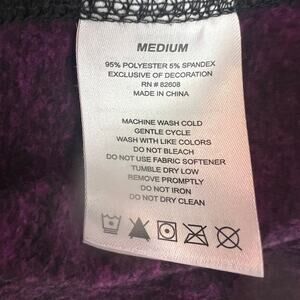 MEDIUM
95% POLYESTER 5% SPANDEX
EXCLUSIVE OF DECORATION
RN # 82608
MADE IN CHINA
MACHINE WASH COLD
GENTLE CYCLE
WASH WITH LIKE COLORS
DO NOT BLEACH
DO NOT USE FABRIC SOFTENER
TUMBLE DRY LOW
REMOVE PROMPTLY
DO NOT IRON
DO NOT DRY CLEAN